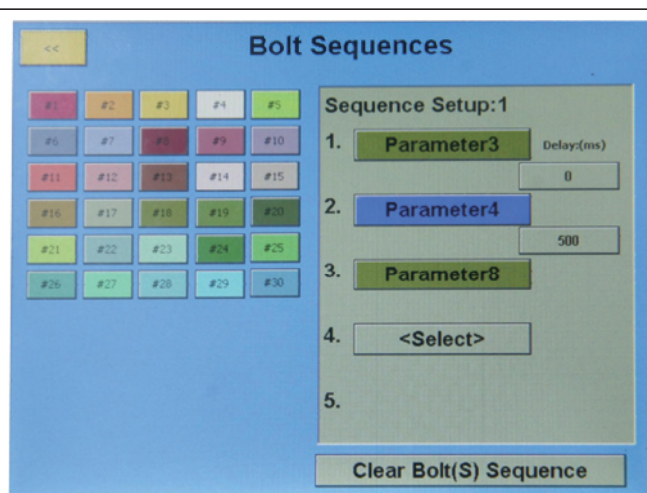 <<
Bolt Sequences
#1 #2 #3 #4 #5
#6 #7 #8 #9 #10
#11 #12 #13 #14 #15
#16 #17 #18 #19 #20
#21 #22 #23 #24 #25
#26 #27 #28 #29 #30
Sequence Setup:1
1. Parameter3
Delay:(ms)
0
2. Parameter4
500
3. Parameter8
4. <Select>
5.
Clear Bolt(S) Sequence